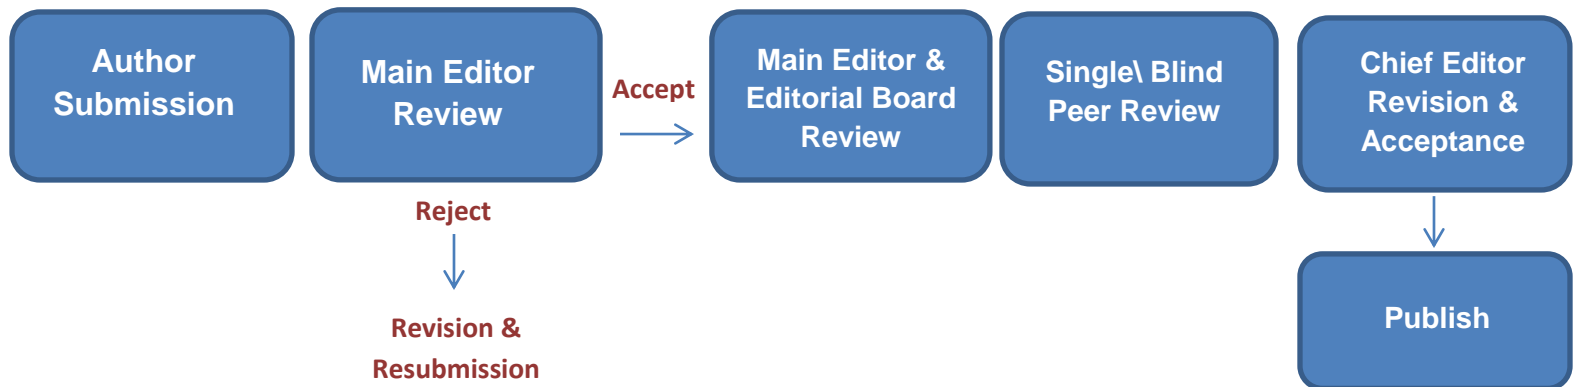 Author
Submission
Main Editor
Review
Accept
Main Editor &
Editorial Board
Review
Single\ Blind
Peer Review
Chief Editor
Revision &
Acceptance
Reject
Revision &
Resubmission
Publish